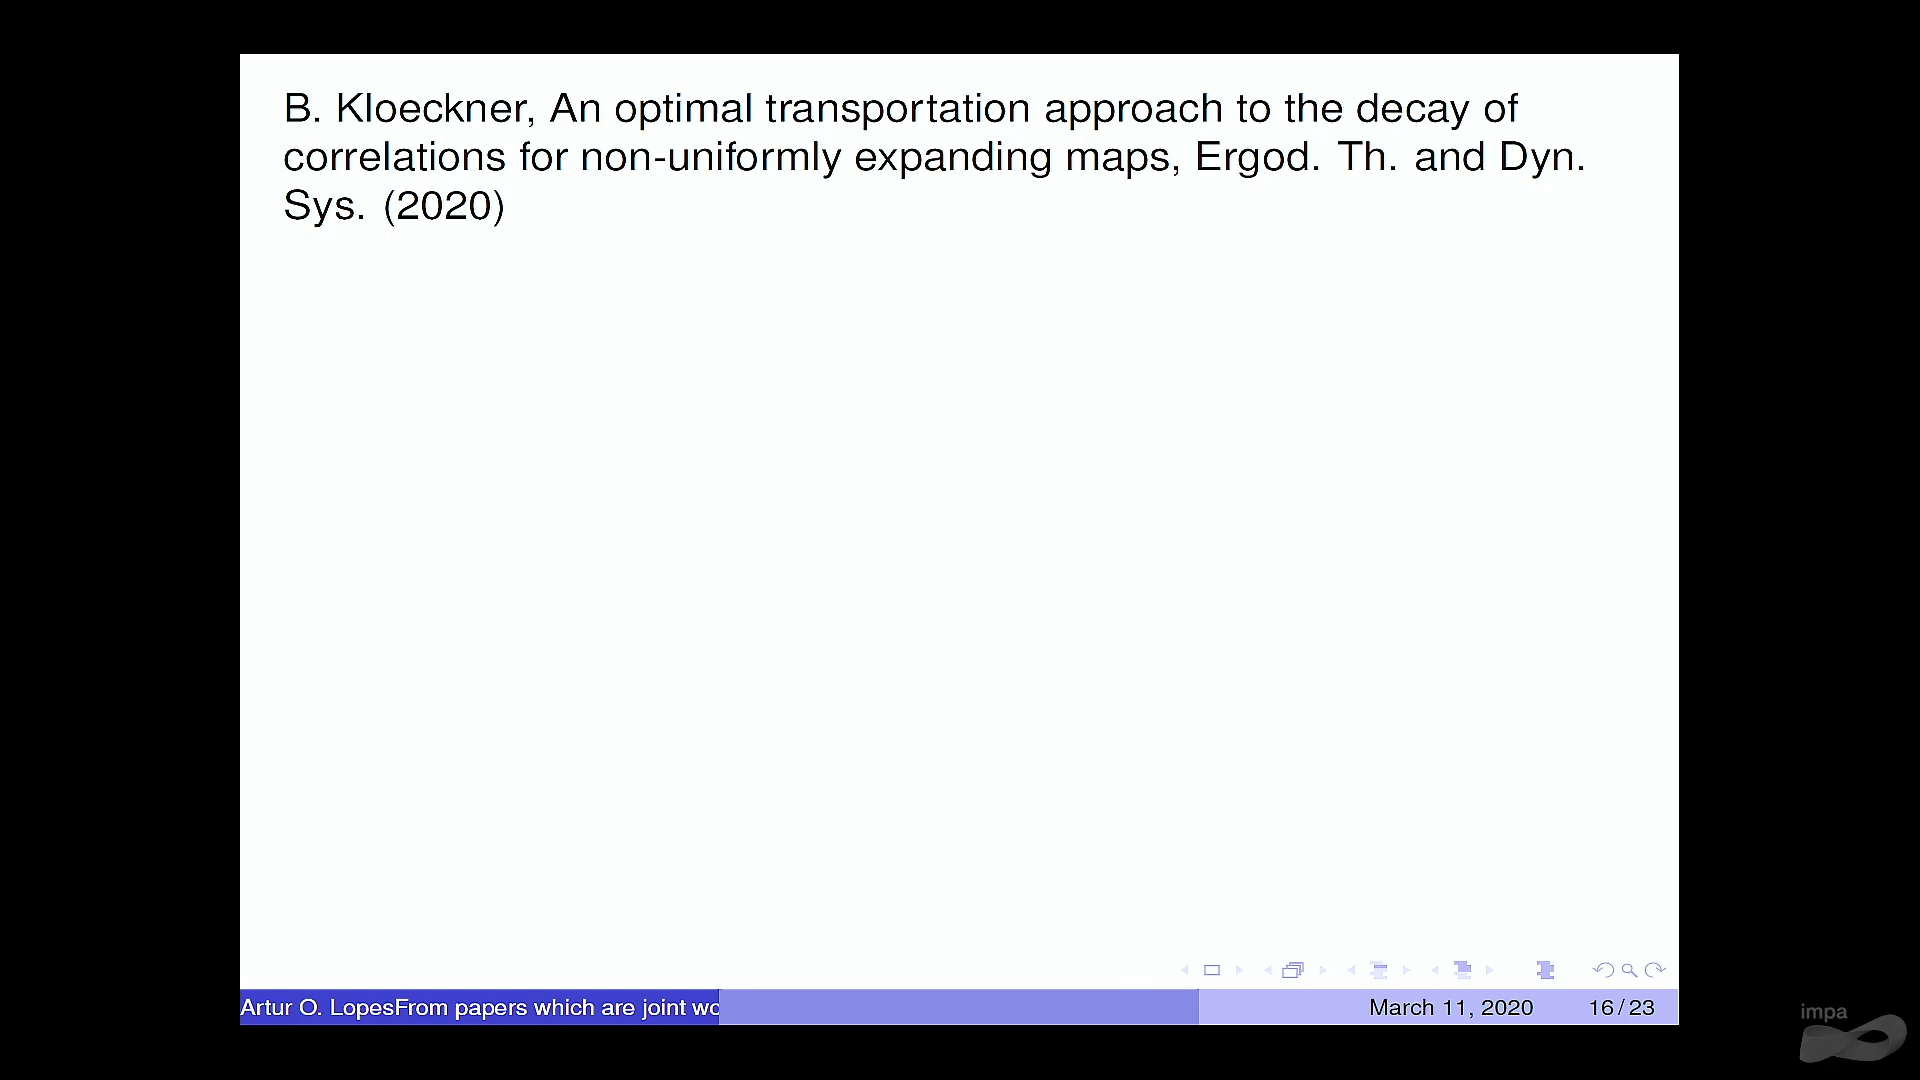 B. Kloeckner, An optimal transportation approach to the decay of
correlations for non-uniformly expanding maps, Ergod. Th. and Dyn.
Sys. (2020)
Artur O. LopesFrom papers which are joint wo
March 11, 2020
16 / 23
impa